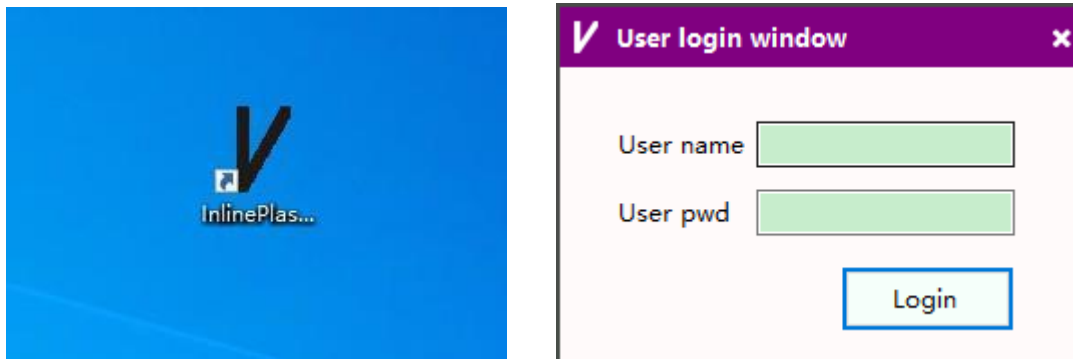 InlinePlas...
V User login window
User name
User pwd
Login